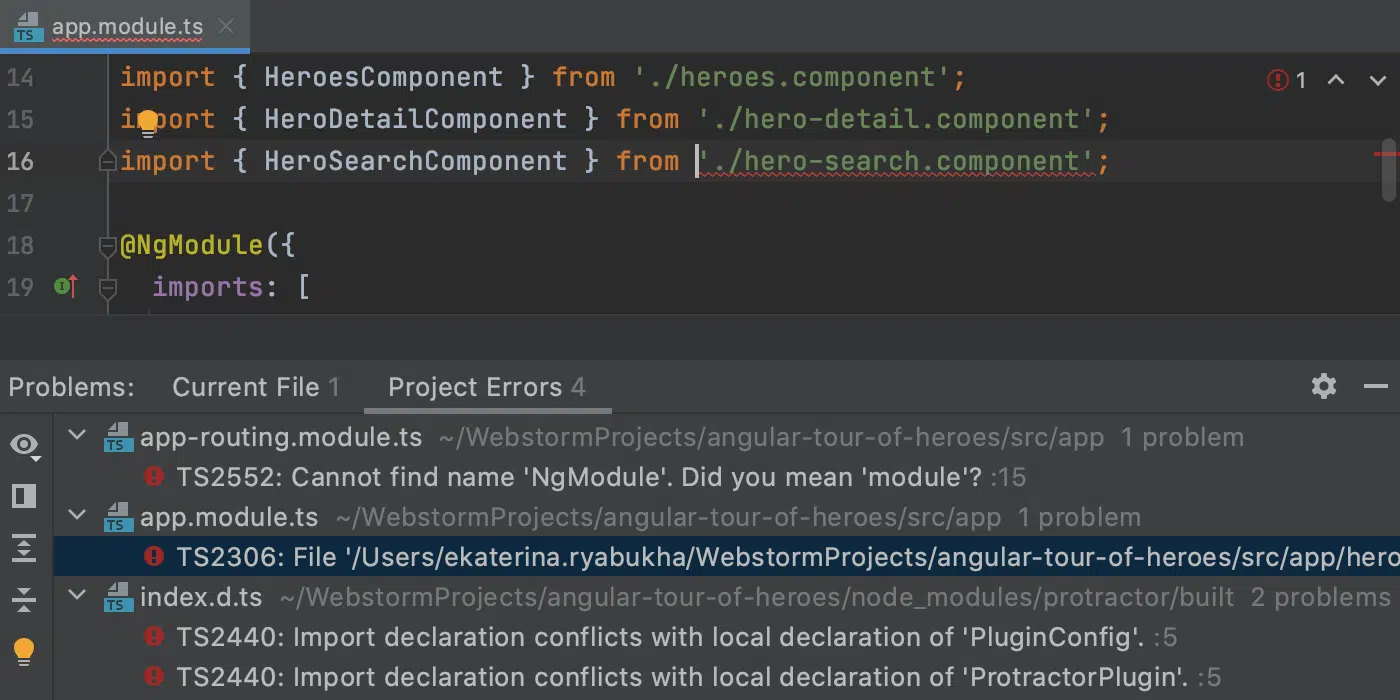 TS app.module.ts
14 import { HeroesComponent } from './heroes.component';
1
15 import { HeroDetailComponent } from './hero-detail.component';
16 import { HeroSearchComponent } from './hero-search.component';
17
18 @NgModule({
19 I imports: [
Problems: Current File 1 Project Errors 4
TS app-routing.module.ts ~/WebstormProjects/angular-tour-of-heroes/src/app 1 problem
TS2552: Cannot find name 'NgModule'. Did you mean 'module'? :15
TS app.module.ts ~/WebstormProjects/angular-tour-of-heroes/src/app 1 problem
TS2306: File '/Users/ekaterina.ryabukha/WebstormProjects/angular-tour-of-heroes/src/app/hero
TS index.d.ts ~/WebstormProjects/angular-tour-of-heroes/node_modules/protractor/built 2 problems
TS2440: Import declaration conflicts with local declaration of 'PluginConfig'. :5
TS2440: Import declaration conflicts with local declaration of 'ProtractorPlugin'. :5